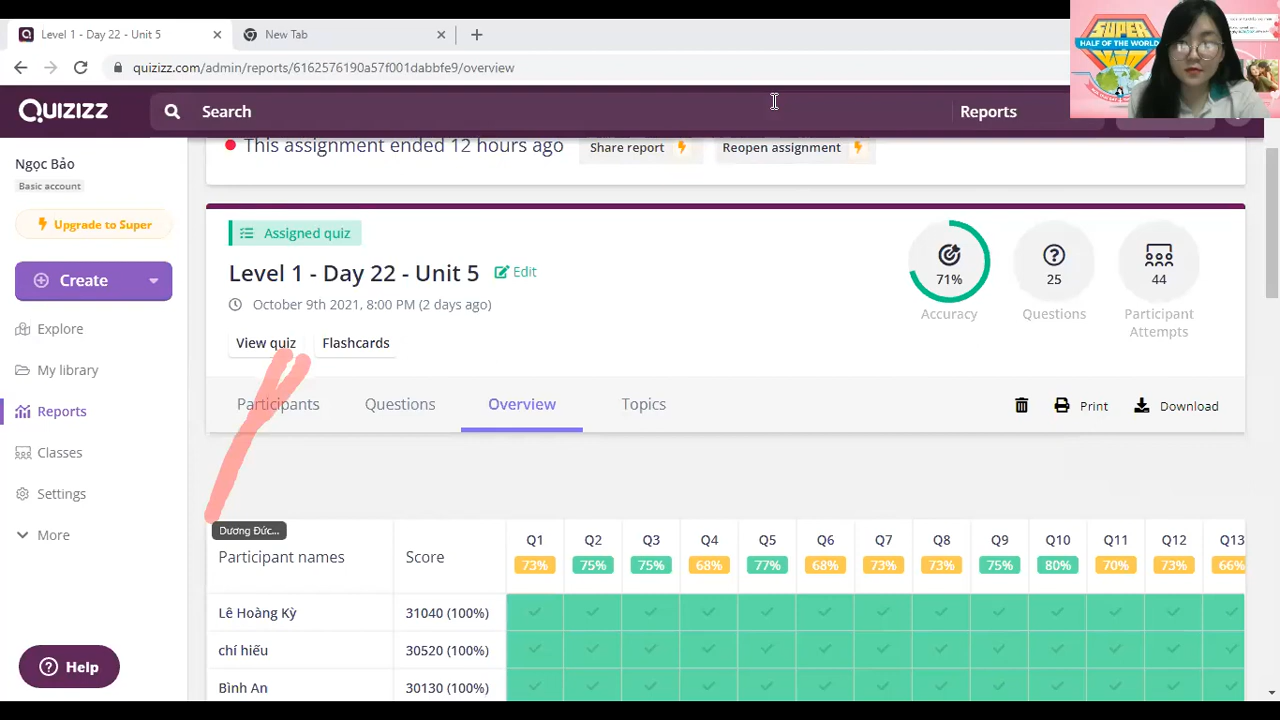 Level 1 - Day 22 - Unit 5
New Tab
quizizz.com/admin/reports/6162576190a57
e9/overview
SUPER
HALF OF THE WORLD
QUIZIZZ
Search
Reports
Ngọc Bảo
Basic account
Upgrade to Super
Create
Explore
My library
Reports
Classes
Settings
More
Help
This assignment ended 12 hours ago
Share report
Reopen assignment
Assigned quiz
Level 1 - Day 22 - Unit 5
Edit
October 9th 2021, 8:00 PM (2 days ago)
View quiz
Flashcards
71%
25
44
Accuracy
Questions
Participant
Attempts
Participants
Questions
Overview
Topics
Print
Download
Dương Đức...
Participant names
Score
Q1 Q2 Q3 Q4 Q5 Q6 Q7 Q8 Q9 Q10 Q11 Q12 Q13
73% 75% 75% 68% 77% 68% 73% 73% 75% 80% 70% 73% 66%
Lê Hoàng Kỳ 31040 (100%)
chí hiếu 30520 (100%)
Bình An 30130 (100%)